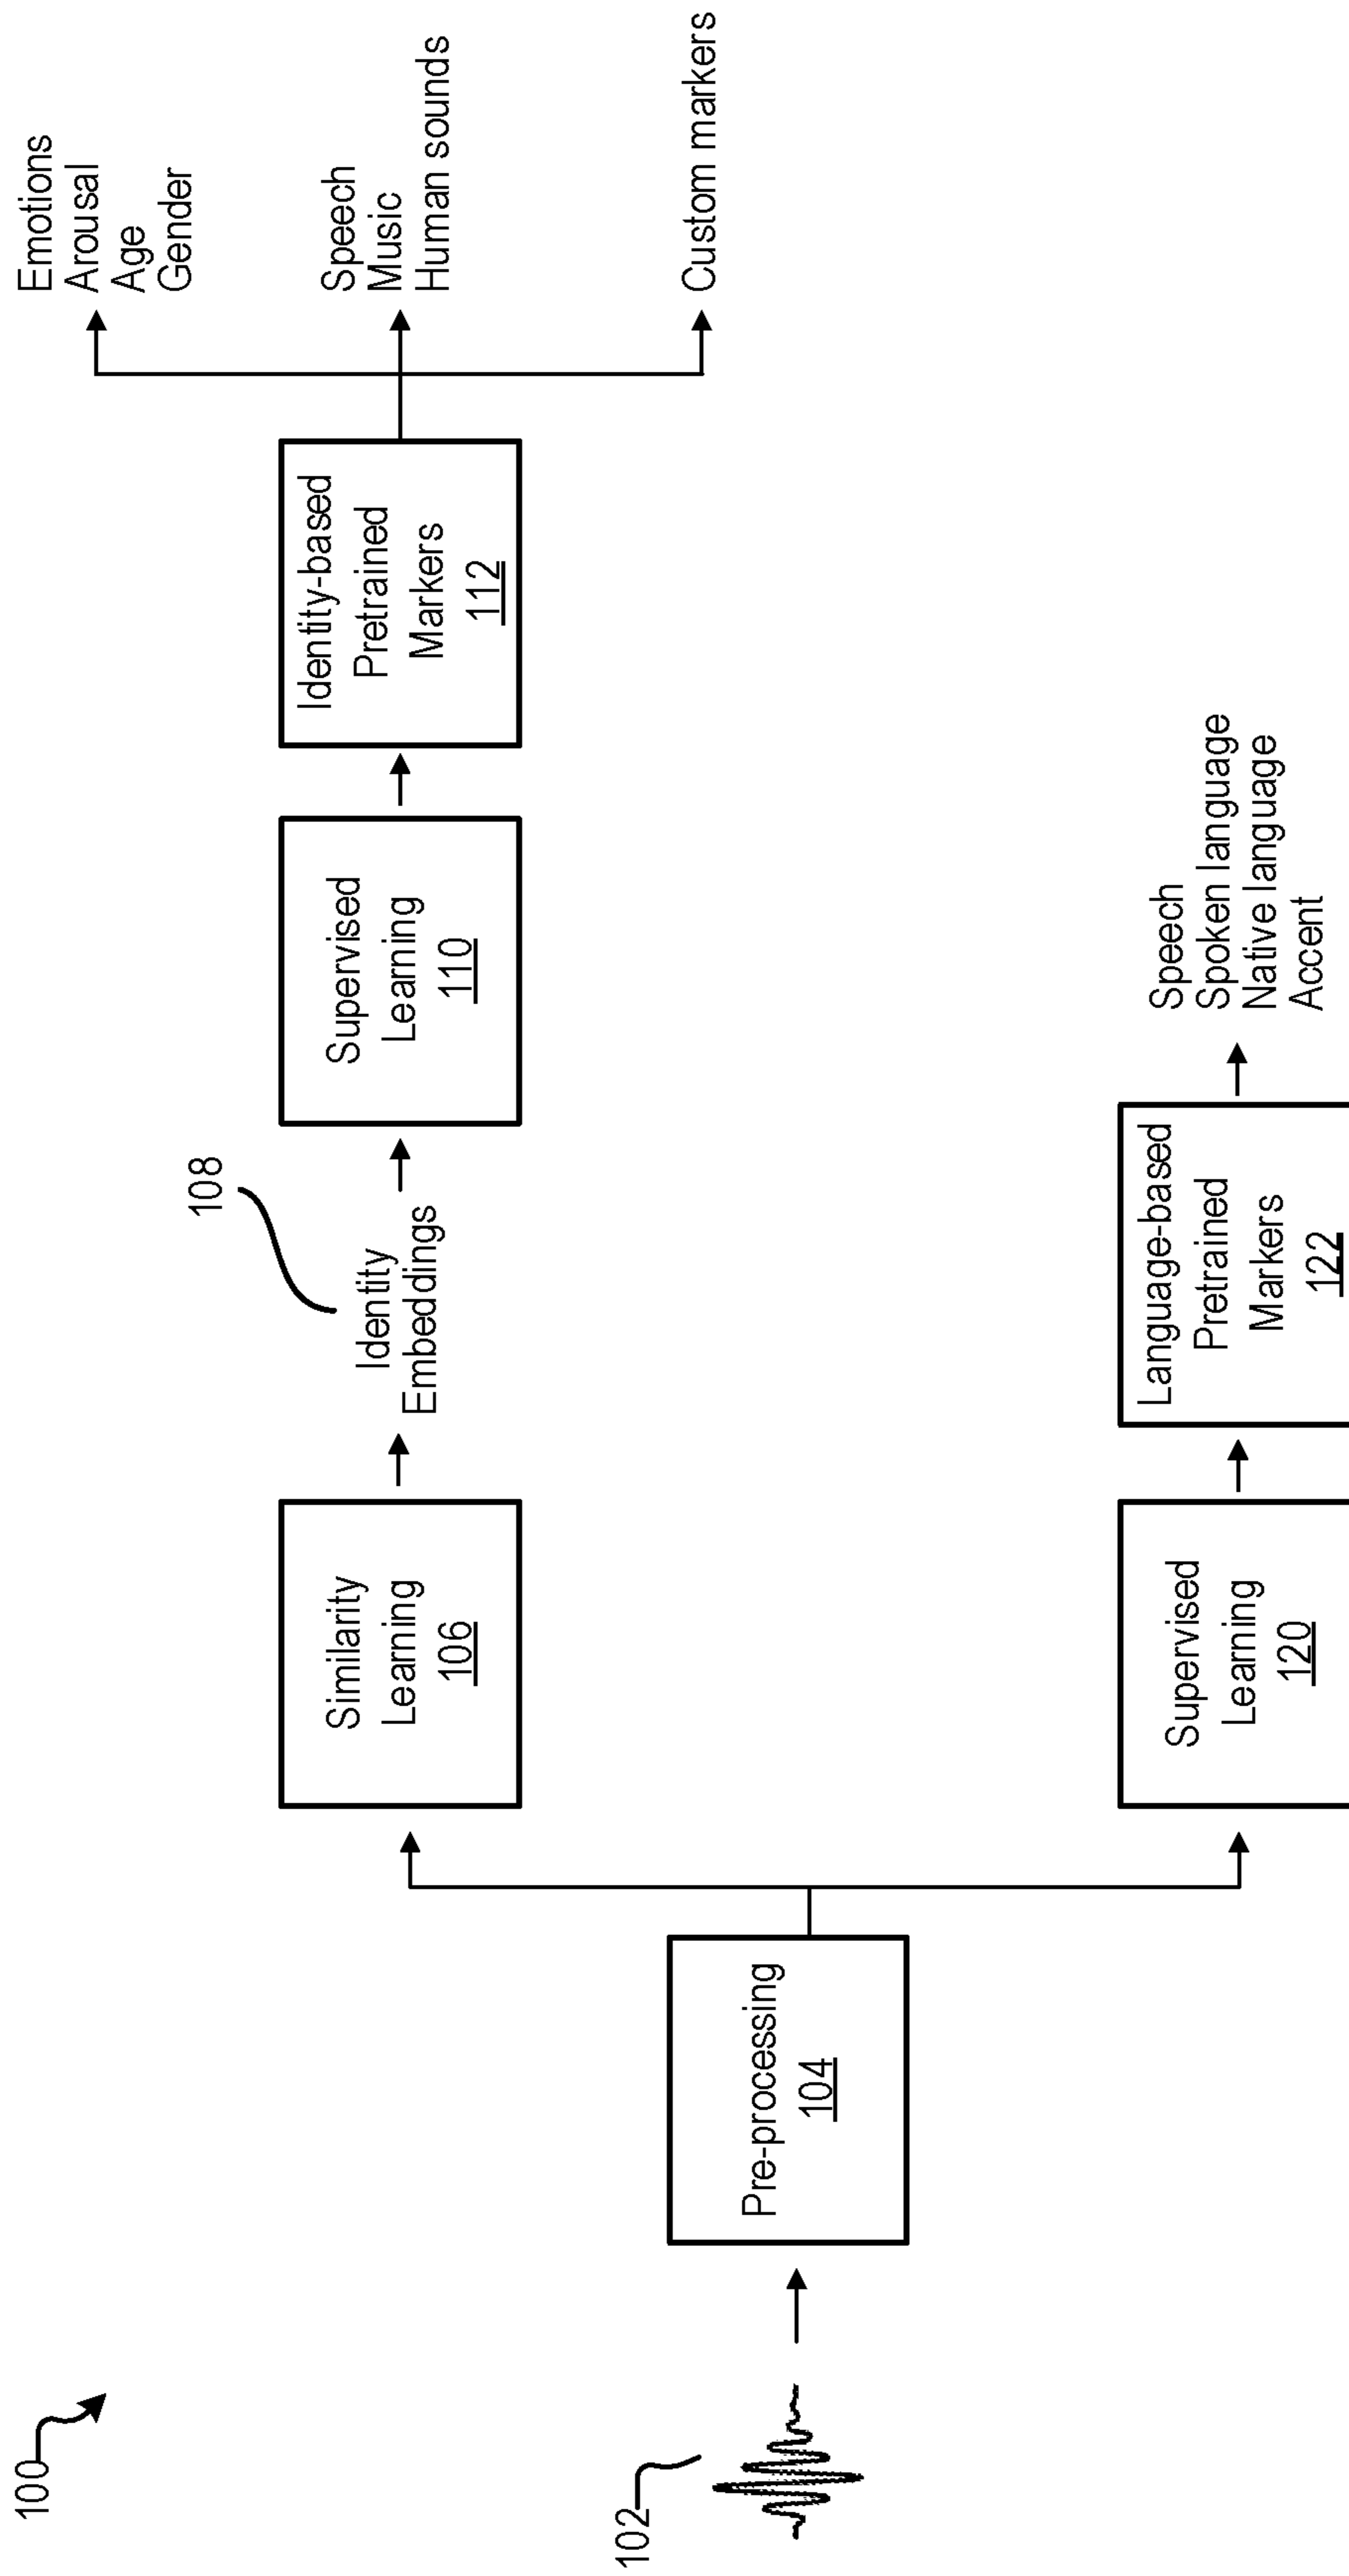 100
102
Pre-processing
104
Similarity
Learning
106
108
Identity
Embeddings
Supervised
Learning
110
Identity-based
Pretrained
Markers
112
Emotions
Arousal
Age
Gender
Speech
Music
Human sounds
Custom markers
Supervised
Learning
120
Language-based
Pretrained
Markers
122
Speech
Spoken language
Native language
Accent